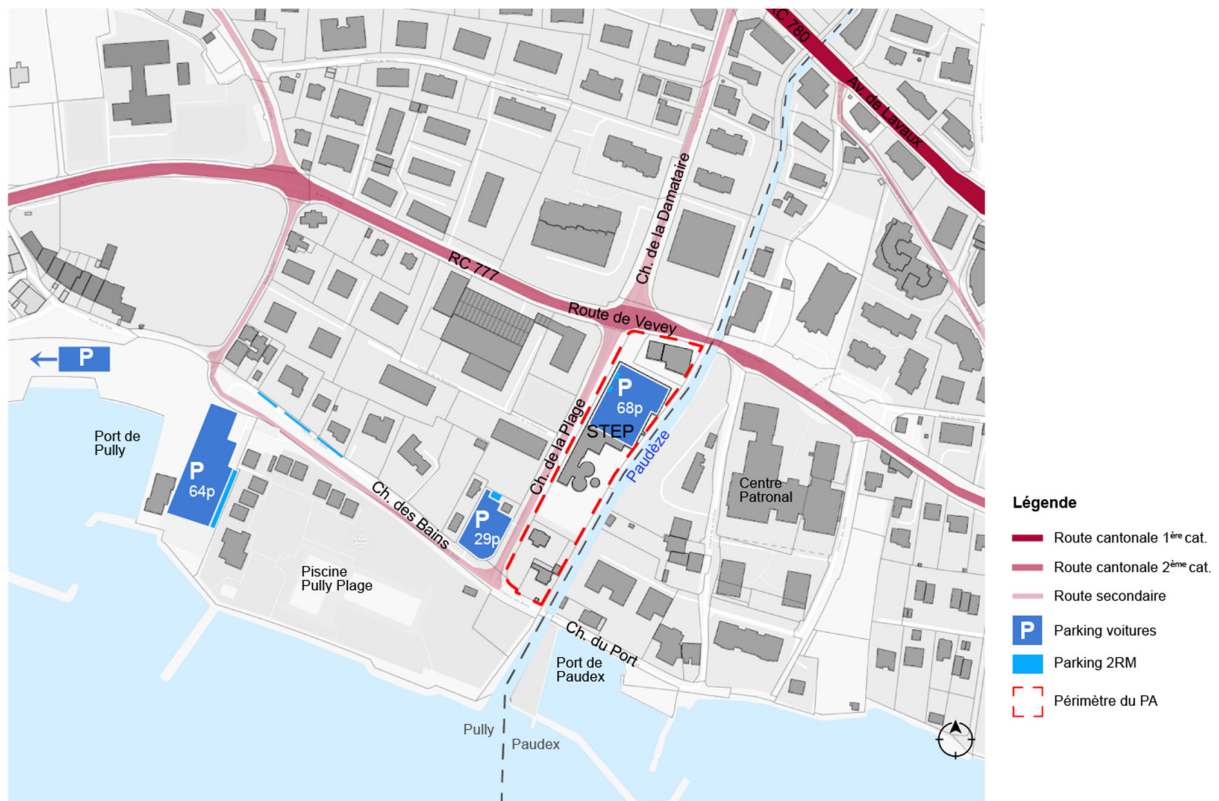 RC 780
Av. de Lavaux
Ch. de la Damataire
RC 777
Route de Vevey
P
P
68p
STEP
Ch. de la Plage
Paudèze
Port de
Pully
P
64p
Ch. des Bains
P
29p
Centre
Patronal
Piscine
Pully Plage
Ch. du Port
Port de
Paudex
Pully
Paudex
Légende
Route cantonale 1ère cat.
Route cantonale 2ème cat.
Route secondaire
P Parking voitures
Parking 2RM
Périmètre du PA